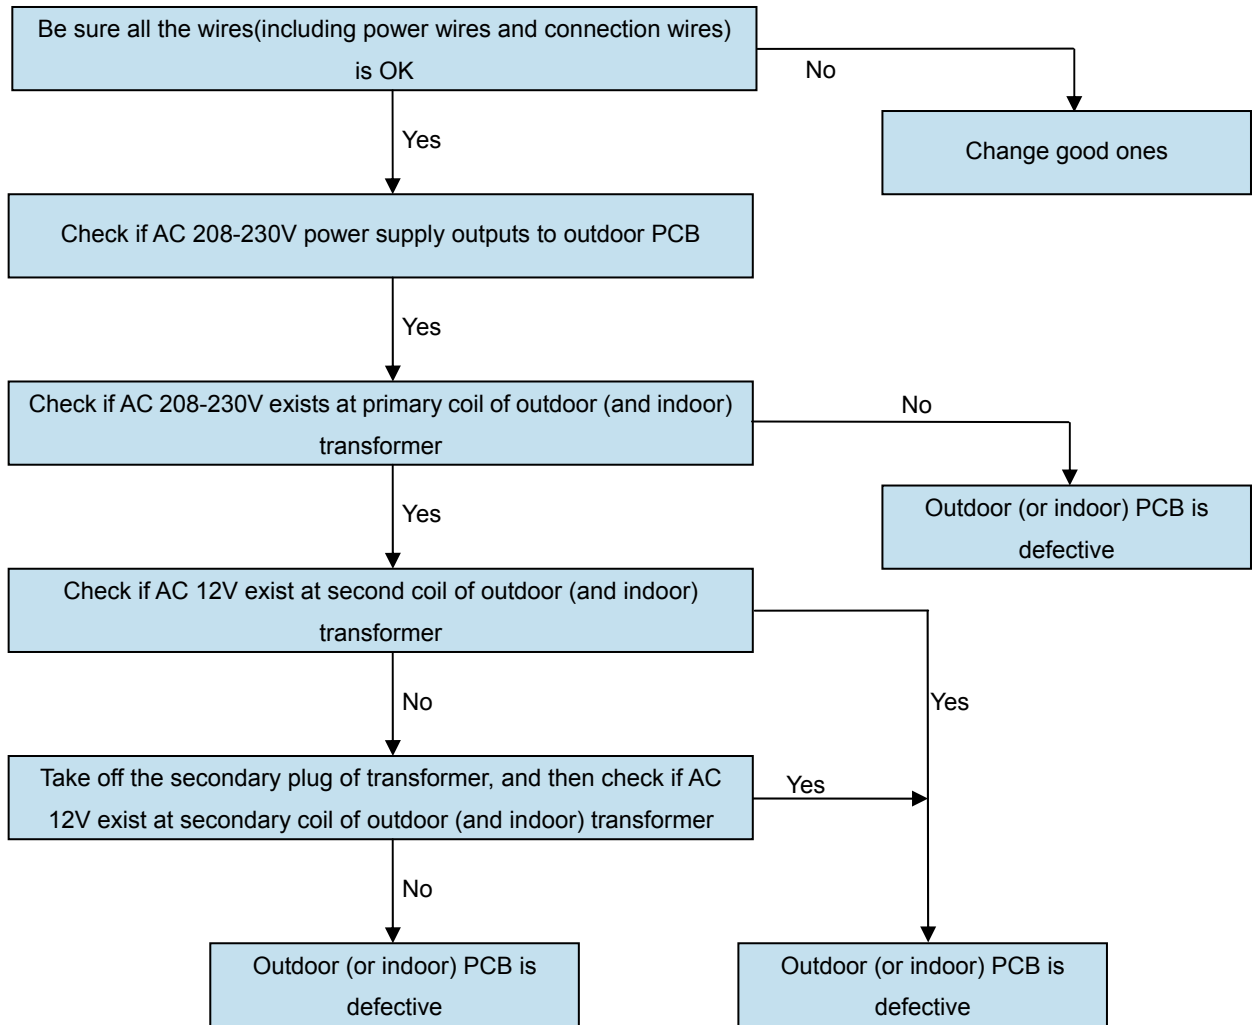 Be sure all the wires(including power wires and connection wires)
is OK
No
Change good ones
Yes
Check if AC 208-230V power supply outputs to outdoor PCB
Yes
Check if AC 208-230V exists at primary coil of outdoor (and indoor)
transformer
No
Outdoor (or indoor) PCB is
defective
Yes
Check if AC 12V exist at second coil of outdoor (and indoor)
transformer
No
Yes
Take off the secondary plug of transformer, and then check if AC
12V exist at secondary coil of outdoor (and indoor) transformer
Yes
No
Outdoor (or indoor) PCB is
defective
Outdoor (or indoor) PCB is
defective